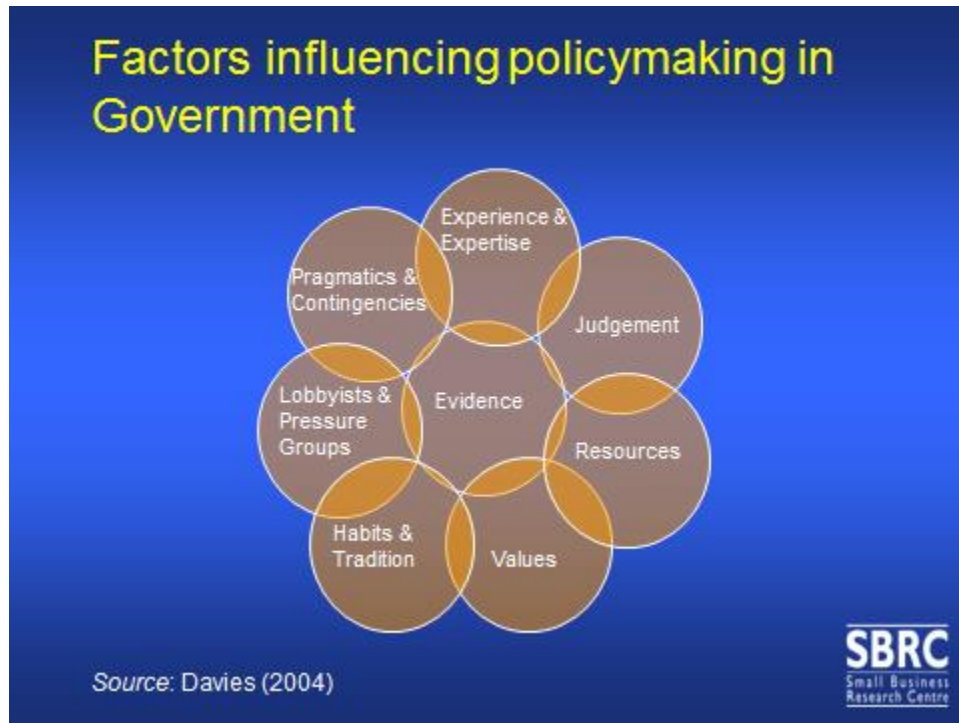 Factors influencing policymaking in
Government
Experience &
Expertise
Pragmatics &
Contingencies
Judgement
Lobbyists &
Pressure
Groups
Evidence
Resources
Habits &
Tradition
Values
Source: Davies (2004)
SBRC
Small Business
Research Centre